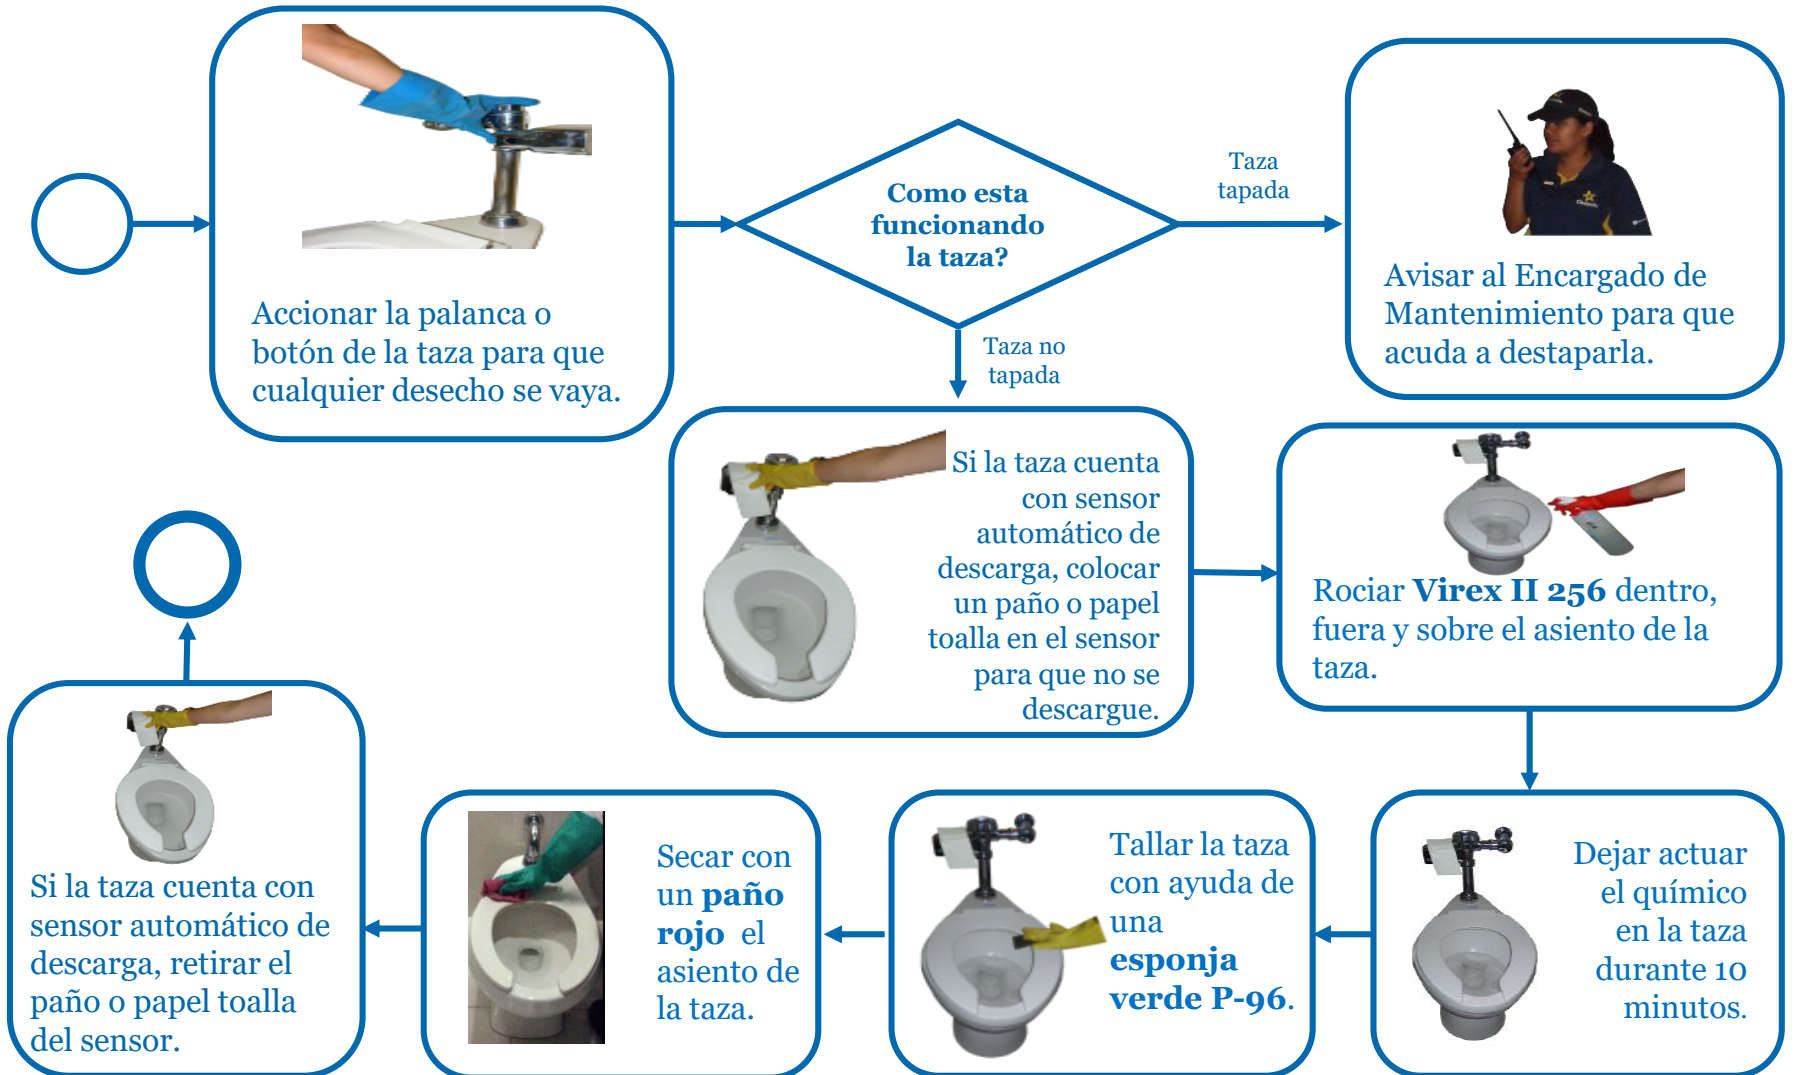 Accionar la palanca o
botón de la taza para que
cualquier desecho se vaya.
Como esta
funcionando
la taza?
Taza
tapada
Avisar al Encargado de
Mantenimiento para que
acuda a destaparla.
Taza no
tapada
Si la taza cuenta
con sensor
automático de
descarga, colocar
un paño o papel
toalla en el sensor
para que no se
descargue.
Rociar Virex II 256 dentro,
fuera y sobre el asiento de la
taza.
Dejar actuar
el químico
en la taza
durante 10
minutos.
Tallar la taza
con ayuda de
una
esponja
verde P-96.
Secar con
un paño
rojo el
asiento de
la taza.
Si la taza cuenta con
sensor automático de
descarga, retirar el
paño o papel toalla
del sensor.